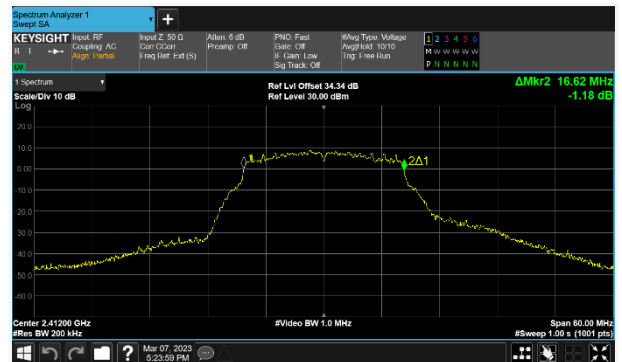 Spectrum Analyzer 1
Swept SA
+
KEYSIGHT Input: RF Input Z: 50 Ω Atten: 6 dB PNO: Fast #Avg Type: Voltage 1 2 3 4 5 6
R T Coupling: AC Corr CCorr Preamp: Off Gate: Off Avg|Hold: 10/10 M W W W W W
Align: Partial Freq Ref: Ext (S) IF Gain: Low Trig: Free Run
Sig Track: Off P N N N N N
1 Spectrum Ref Lvl Offset 34.34 dB ΔMkr2 16.62 MHz
Scale/Div 10 dB Ref Level 30.00 dBm -1.18 dB
Log
20.0
10.0
0.00
2Δ1
-10.0
-20.0
-30.0
-40.0
-50.0
-60.0
Center 2.41200 GHz #Video BW 1.0 MHz Span 60.00 MHz
#Res BW 200 kHz #Sweep 1.00 s (1001 pts)
? Mar 07, 2023
5:23:59 PM